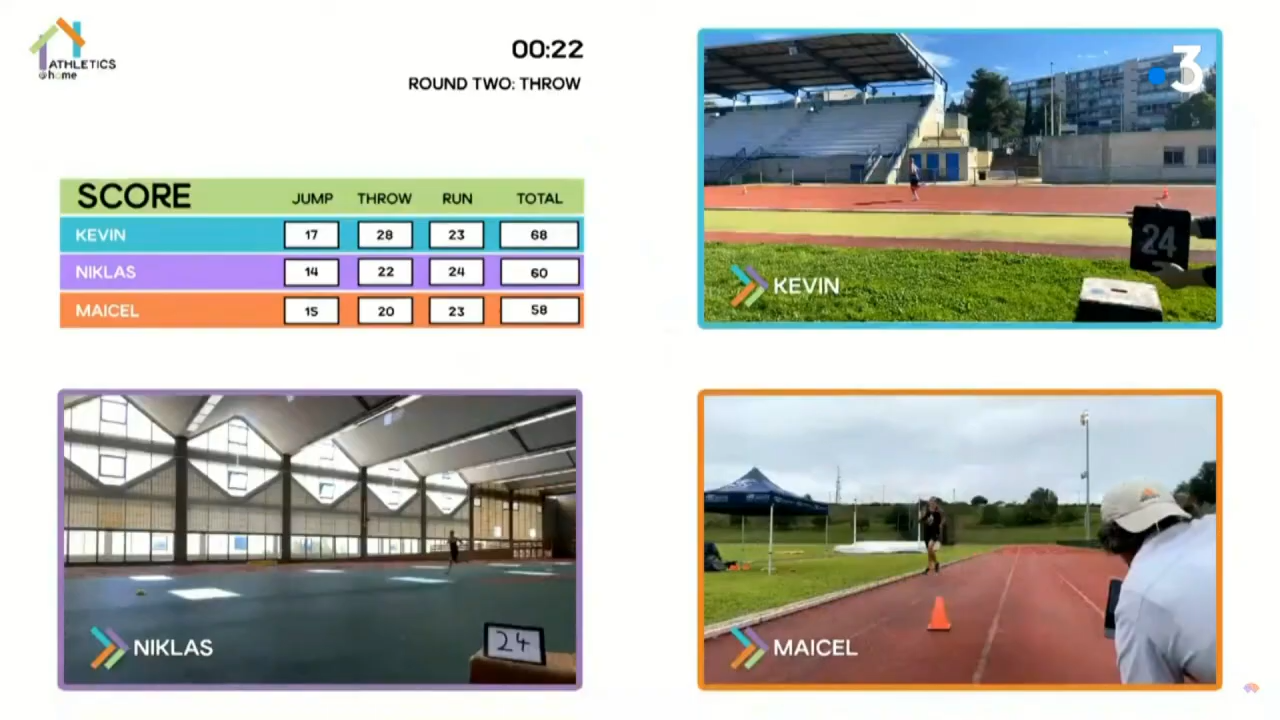 ATHLETICS
@home
00:22
ROUND TWO: THROW
SCORE JUMP THROW RUN TOTAL
KEVIN 17 28 23 68
NIKLAS 14 22 24 60
MAICEL 15 20 23 58
3
24
KEVIN
24
NIKLAS
MAICEL